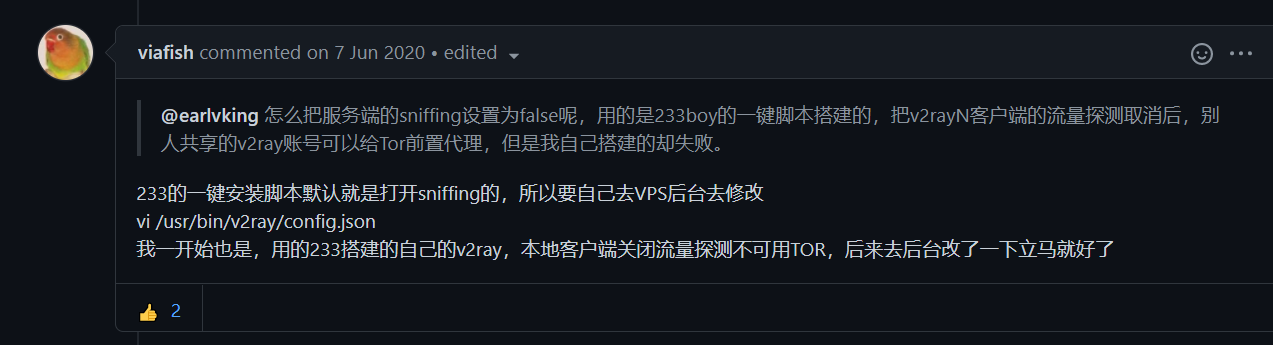 viafish commented on 7 Jun 2020 • edited
@earlvking 怎么把服务端的sniffing设置为false呢，用的是233boy的一键脚本搭建的，把v2rayN客户端的流量探测取消后，别
人共享的v2ray账号可以给Tor前置代理，但是我自己搭建的却失败。
233的一键安装脚本默认就是打开sniffing的，所以要自己去VPS后台去修改
vi /usr/bin/v2ray/config.json
我一开始也是，用的233搭建的自己的v2ray，本地客户端关闭流量探测不可用TOR，后来去后台改了一下立马就好了
👍 2